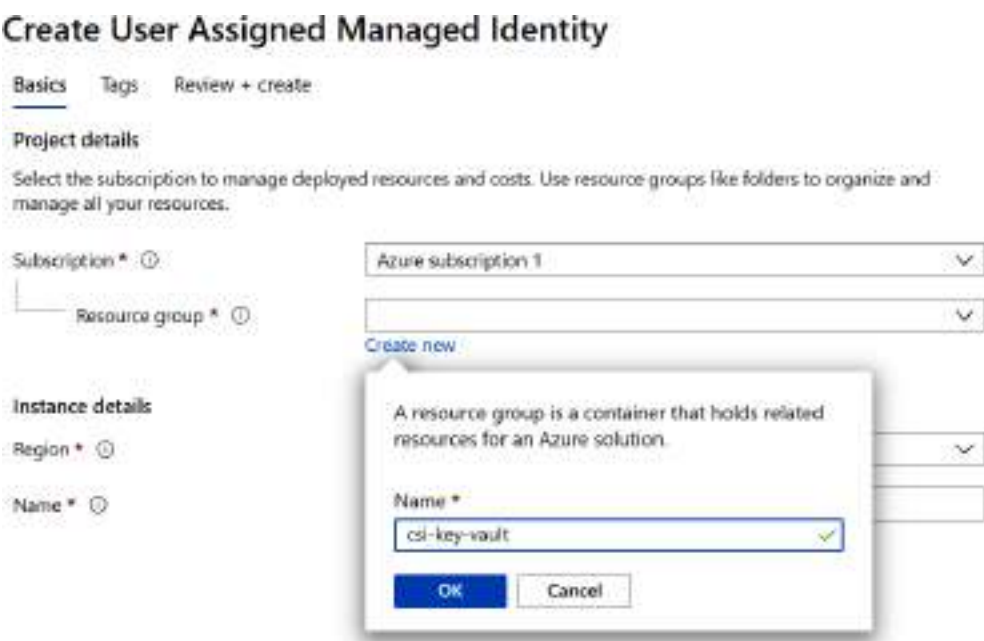 Create User Assigned Managed Identity
Basics Tags Review + create
Project details
Select the subscription to manage deployed resources and costs. Use resource groups like folders to organize and
manage all your resources.
Subscription * Azure subscription 1
Resource group *
Create new
Instance details
A resource group is a container that holds related
resources for an Azure solution.
Region *
Name *
Name *
csi-key-vault
OK Cancel